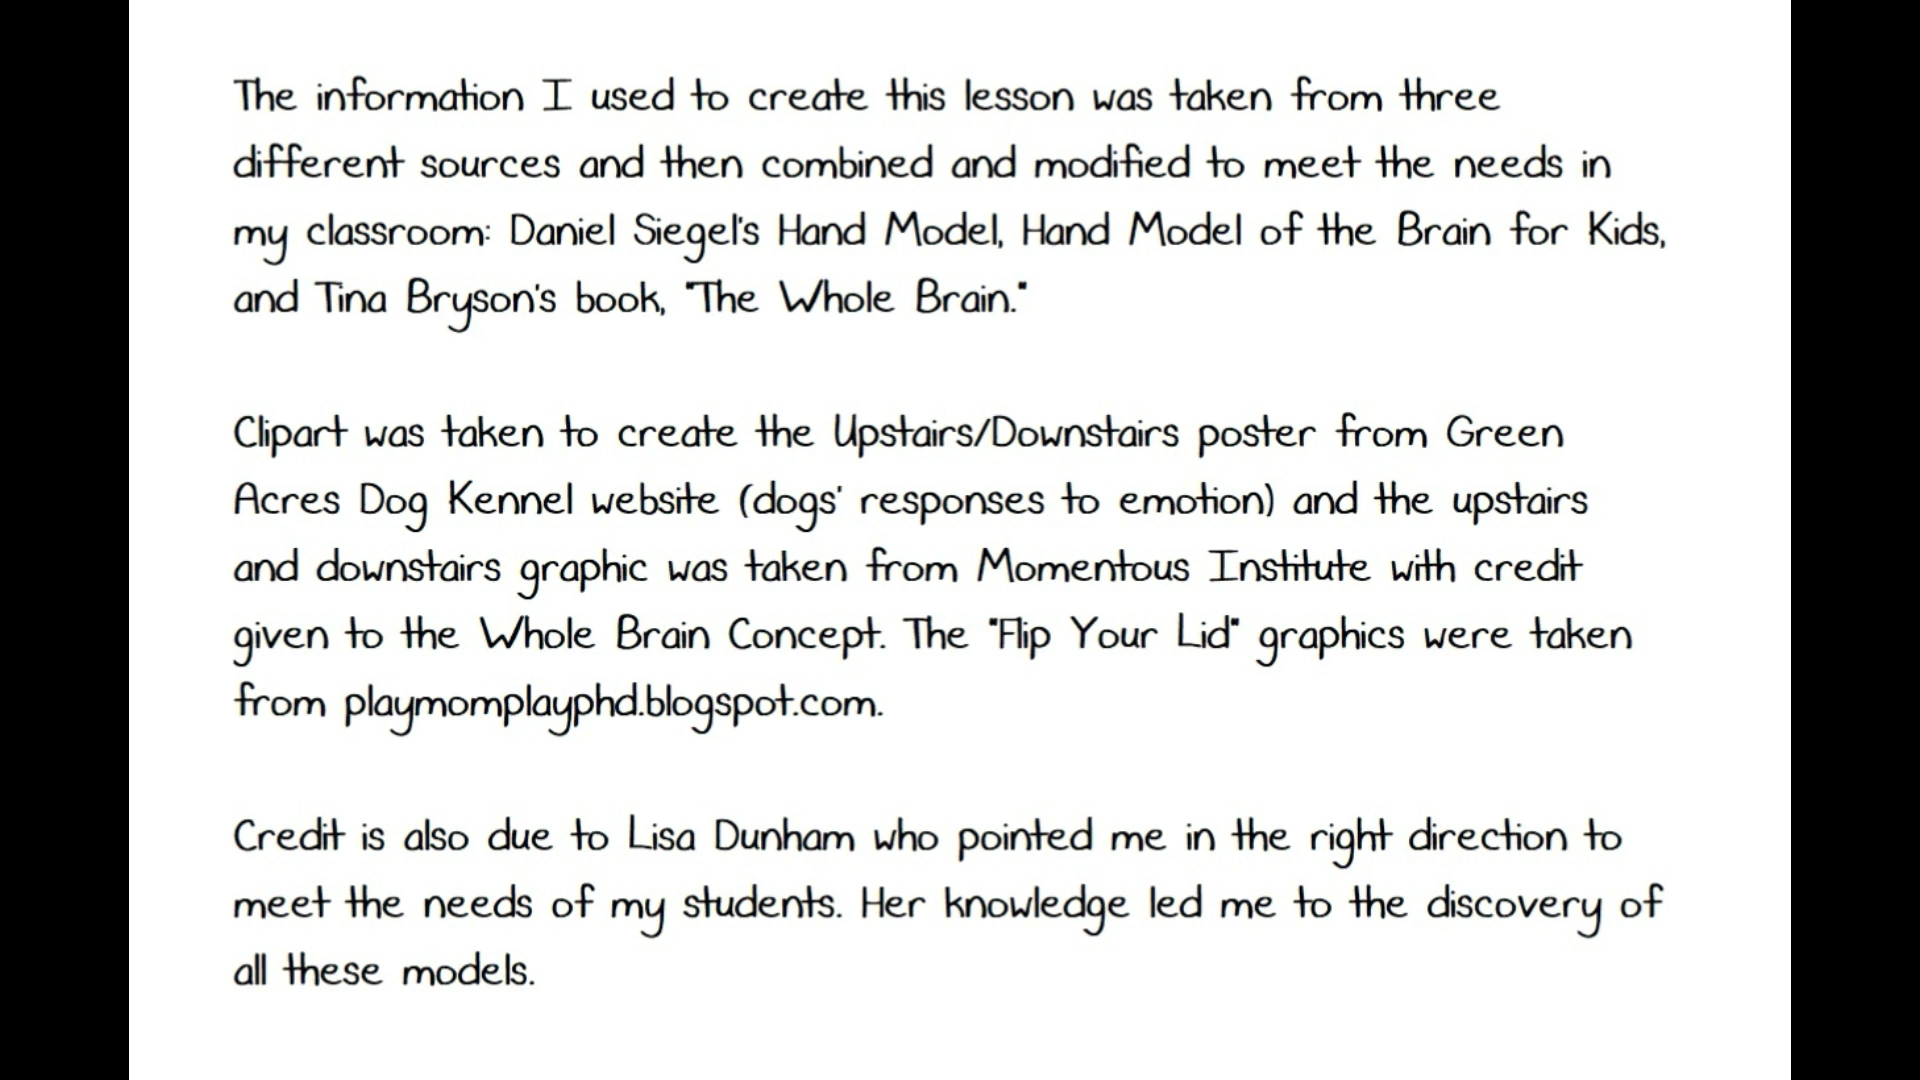 The information I used to create this lesson was taken from three
different sources and then combined and modified to meet the needs in
my classroom: Daniel Siegel's Hand Model, Hand Model of the Brain for Kids,
and Tina Bryson's book, "The Whole Brain."
Clipart was taken to create the Upstairs/Downstairs poster from Green
Acres Dog Kennel website (dogs' responses to emotion) and the upstairs
and downstairs graphic was taken from Momentous Institute with credit
given to the Whole Brain Concept. The "Flip Your Lid" graphics were taken
from playmomplayphd.blogspot.com.
Credit is also due to Lisa Dunham who pointed me in the right direction to
meet the needs of my students. Her knowledge led me to the discovery of
all these models.